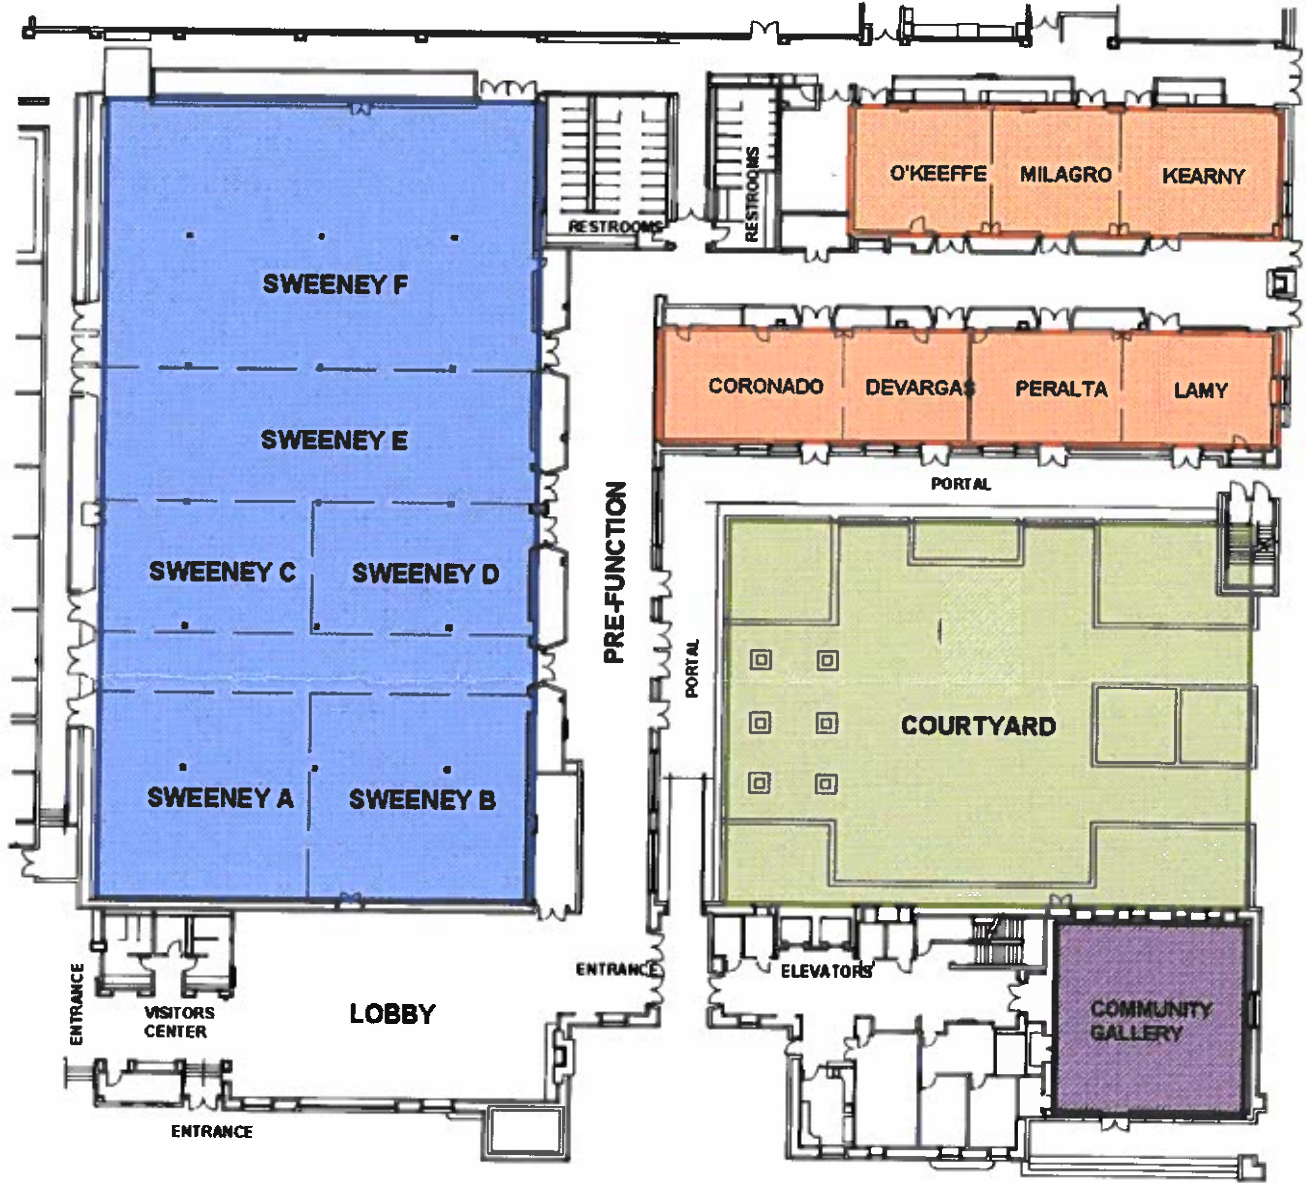 O'KEEFFE
MILAGRO
KEARNY
RESTROOMS
RESTROOMS
SWEENEY F
CORONADO
DEVARGAS
PERALTA
LAMY
SWEENEY E
PORTAL
PRE-FUNCTION
SWEENEY C
SWEENEY D
PORTAL
COURTYARD
SWEENEY A
SWEENEY B
ENTRANCE
ELEVATORS
ENTRANCE
VISITORS
CENTER
LOBBY
COMMUNITY
GALLERY
ENTRANCE